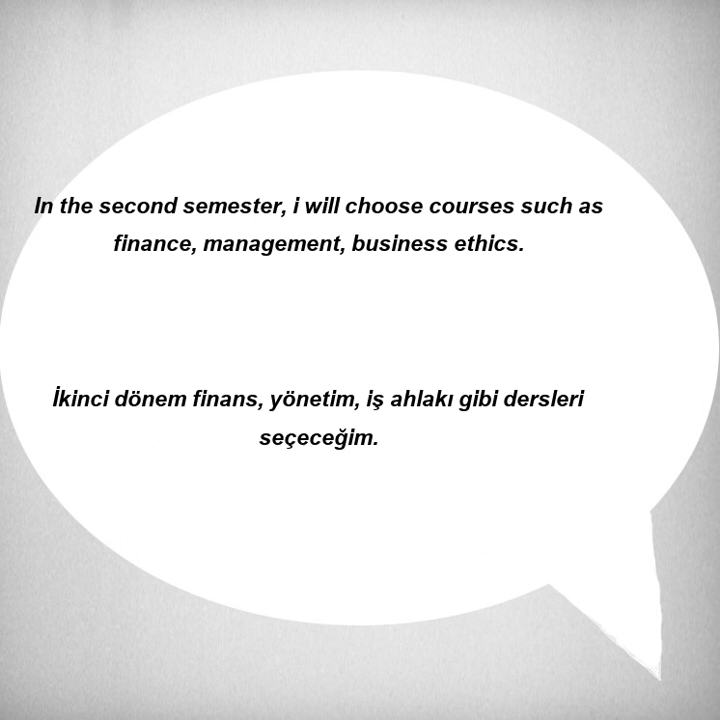 In the second semester, i will choose courses such as
finance, management, business ethics.
İkinci dönem finans, yönetim, iş ahlakı gibi dersleri
seçeceğim.